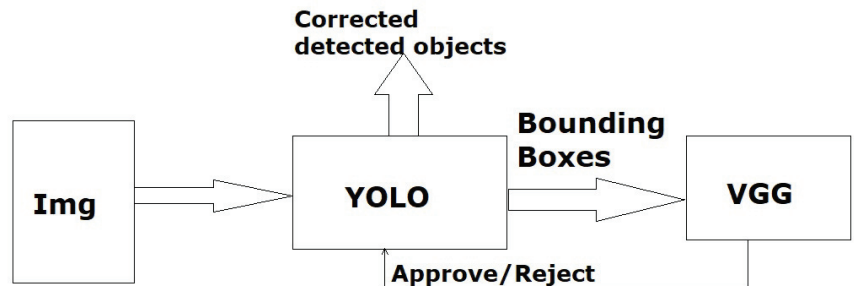 Corrected
detected objects
Bounding
Boxes
Img
YOLO
VGG
Approve/Reject